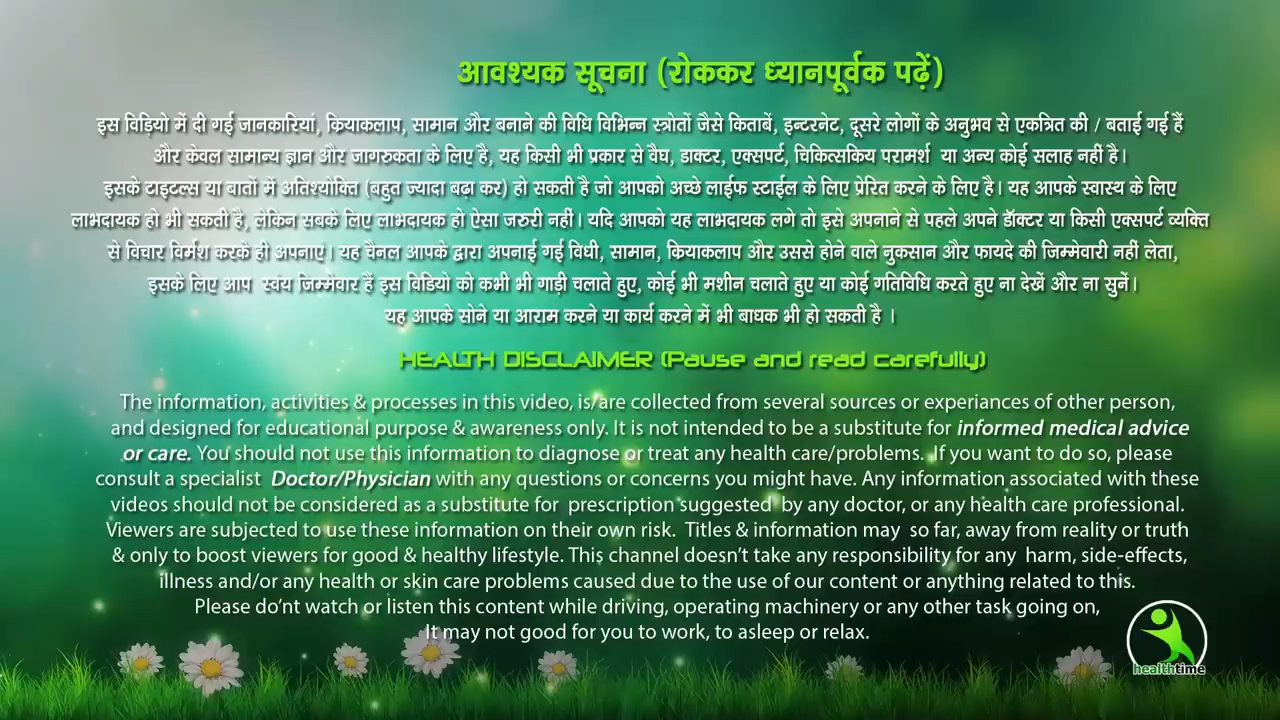 आवश्यक सूचना (रोककर ध्यानपूर्वक पढ़ें)
इस विड़ियो में दी गई जानकारियां, क्रियाकलाप, सामान और बनाने की विधि विभिन्न स्त्रोतों जैसे किताबें, इन्टरनेट, दूसरे लोगों के अनुभव से एकत्रित की / बताई गई हैं
और केवल सामान्य ज्ञान और जागरुकता के लिए है, यह किसी भी प्रकार से वैघ, डाक्टर, एक्सपर्ट, चिकित्सकिय परामर्श या अन्य कोई सलाह नहीं है।
इसके टाइटल्स या बातों में अतिश्योक्ति (बहुत ज्यादा बढ़ा कर) हो सकती है जो आपको अच्छे लाईफ स्टाईल के लिए प्रेरित करने के लिए है। यह आपके स्वास्थ के लिए
लाभदायक हो भी सकती है, लेकिन सबके लिए लाभदायक हो ऐसा जरुरी नहीं। यदि आपको यह लाभदायक लगे तो इसे अपनाने से पहले अपने डॉक्टर या किसी एक्सपर्ट व्यक्ति
से विचार विर्मश करके ही अपनाएं। यह चैनल आपके द्वारा अपनाई गई विधी, सामान, क्रियाकलाप और उससे होने वाले नुकसान और फायदे की जिम्मेवारी नहीं लेता,
इसके लिए आप स्वंय जिम्मेवार हैं इस विडियो को कभी भी गाड़ी चलाते हुए, कोई भी मशीन चलाते हुए या कोई गतिविधि करते हुए ना देखें और ना सुनें।
यह आपके सोने या आराम करने या कार्य करने में भी बाधक भी हो सकती है ।
HEALTH DISCLAIMER (Pause and read carefully)
The information, activities & processes in this video, is/are collected from several sources or experiances of other person,
and designed for educational purpose & awareness only. It is not intended to be a substitute for informed medical advice
or care. You should not use this information to diagnose or treat any health care/problems. If you want to do so, please
consult a specialist Doctor/Physician with any questions or concerns you might have. Any information associated with these
videos should not be considered as a substitute for prescription suggested by any doctor, or any health care professional.
Viewers are subjected to use these information on their own risk. Titles & information may so far, away from reality or truth
& only to boost viewers for good & healthy lifestyle. This channel doesn't take any responsibility for any harm, side-effects,
illness and/or any health or skin care problems caused due to the use of our content or anything related to this.
Please do'nt watch or listen this content while driving, operating machinery or any other task going on,
It may not good for you to work, to asleep or relax.
healthtime